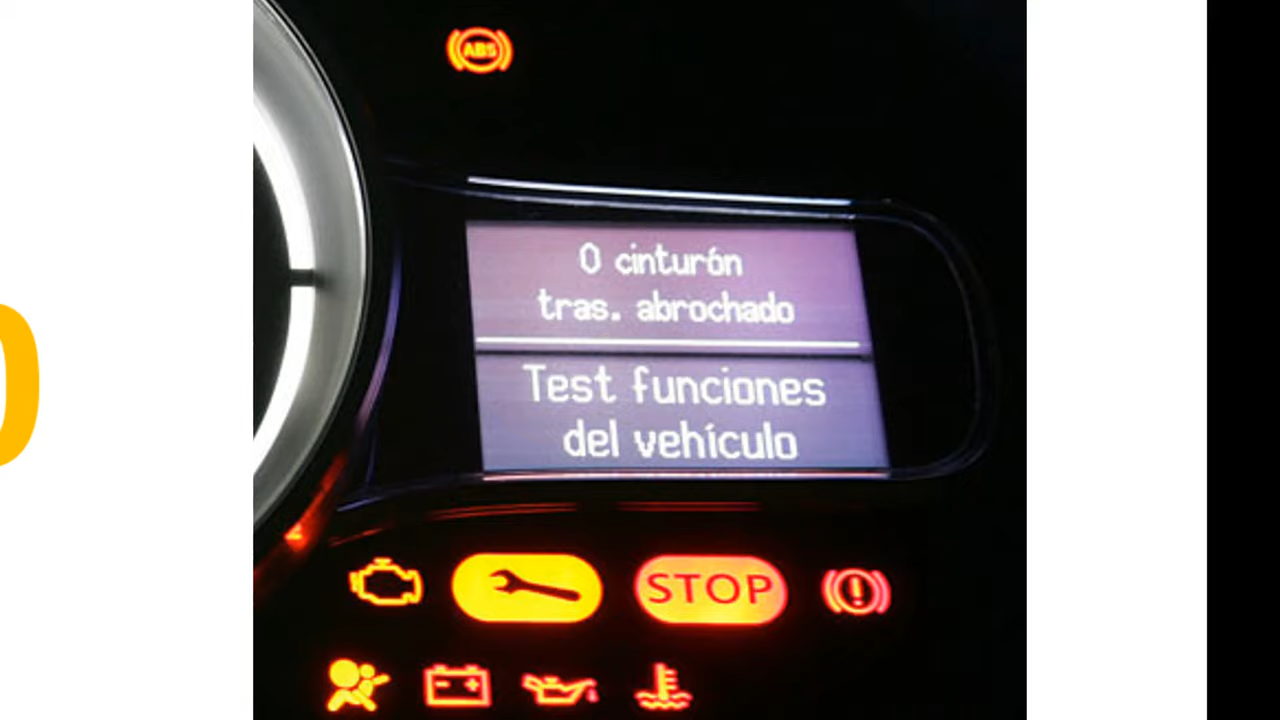 ABS
0 cinturón
tras. abrochado
Test funciones
del vehículo
STOP